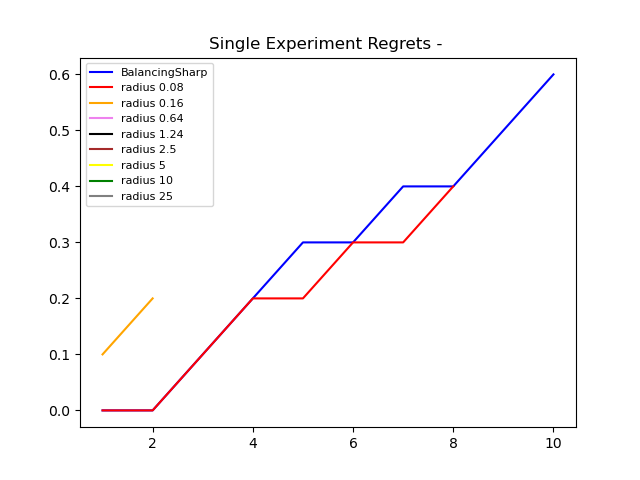 Single Experiment Regrets -
BalancingSharp
radius 0.08
radius 0.16
radius 0.64
radius 1.24
radius 2.5
radius 5
radius 10
radius 25
0.6
0.5
0.4
0.3
0.2
0.1
0.0
2 4 6 8 10